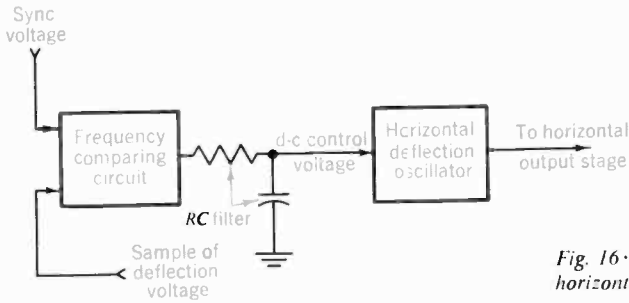 Sync
voltage
Frequency
comparing
circuit
d-c control
voltage
Horizontal
deflection
oscillator
To horizontal
output stage
RC filter
Sample of
deflection
voltage
Fig. 16·
horizont